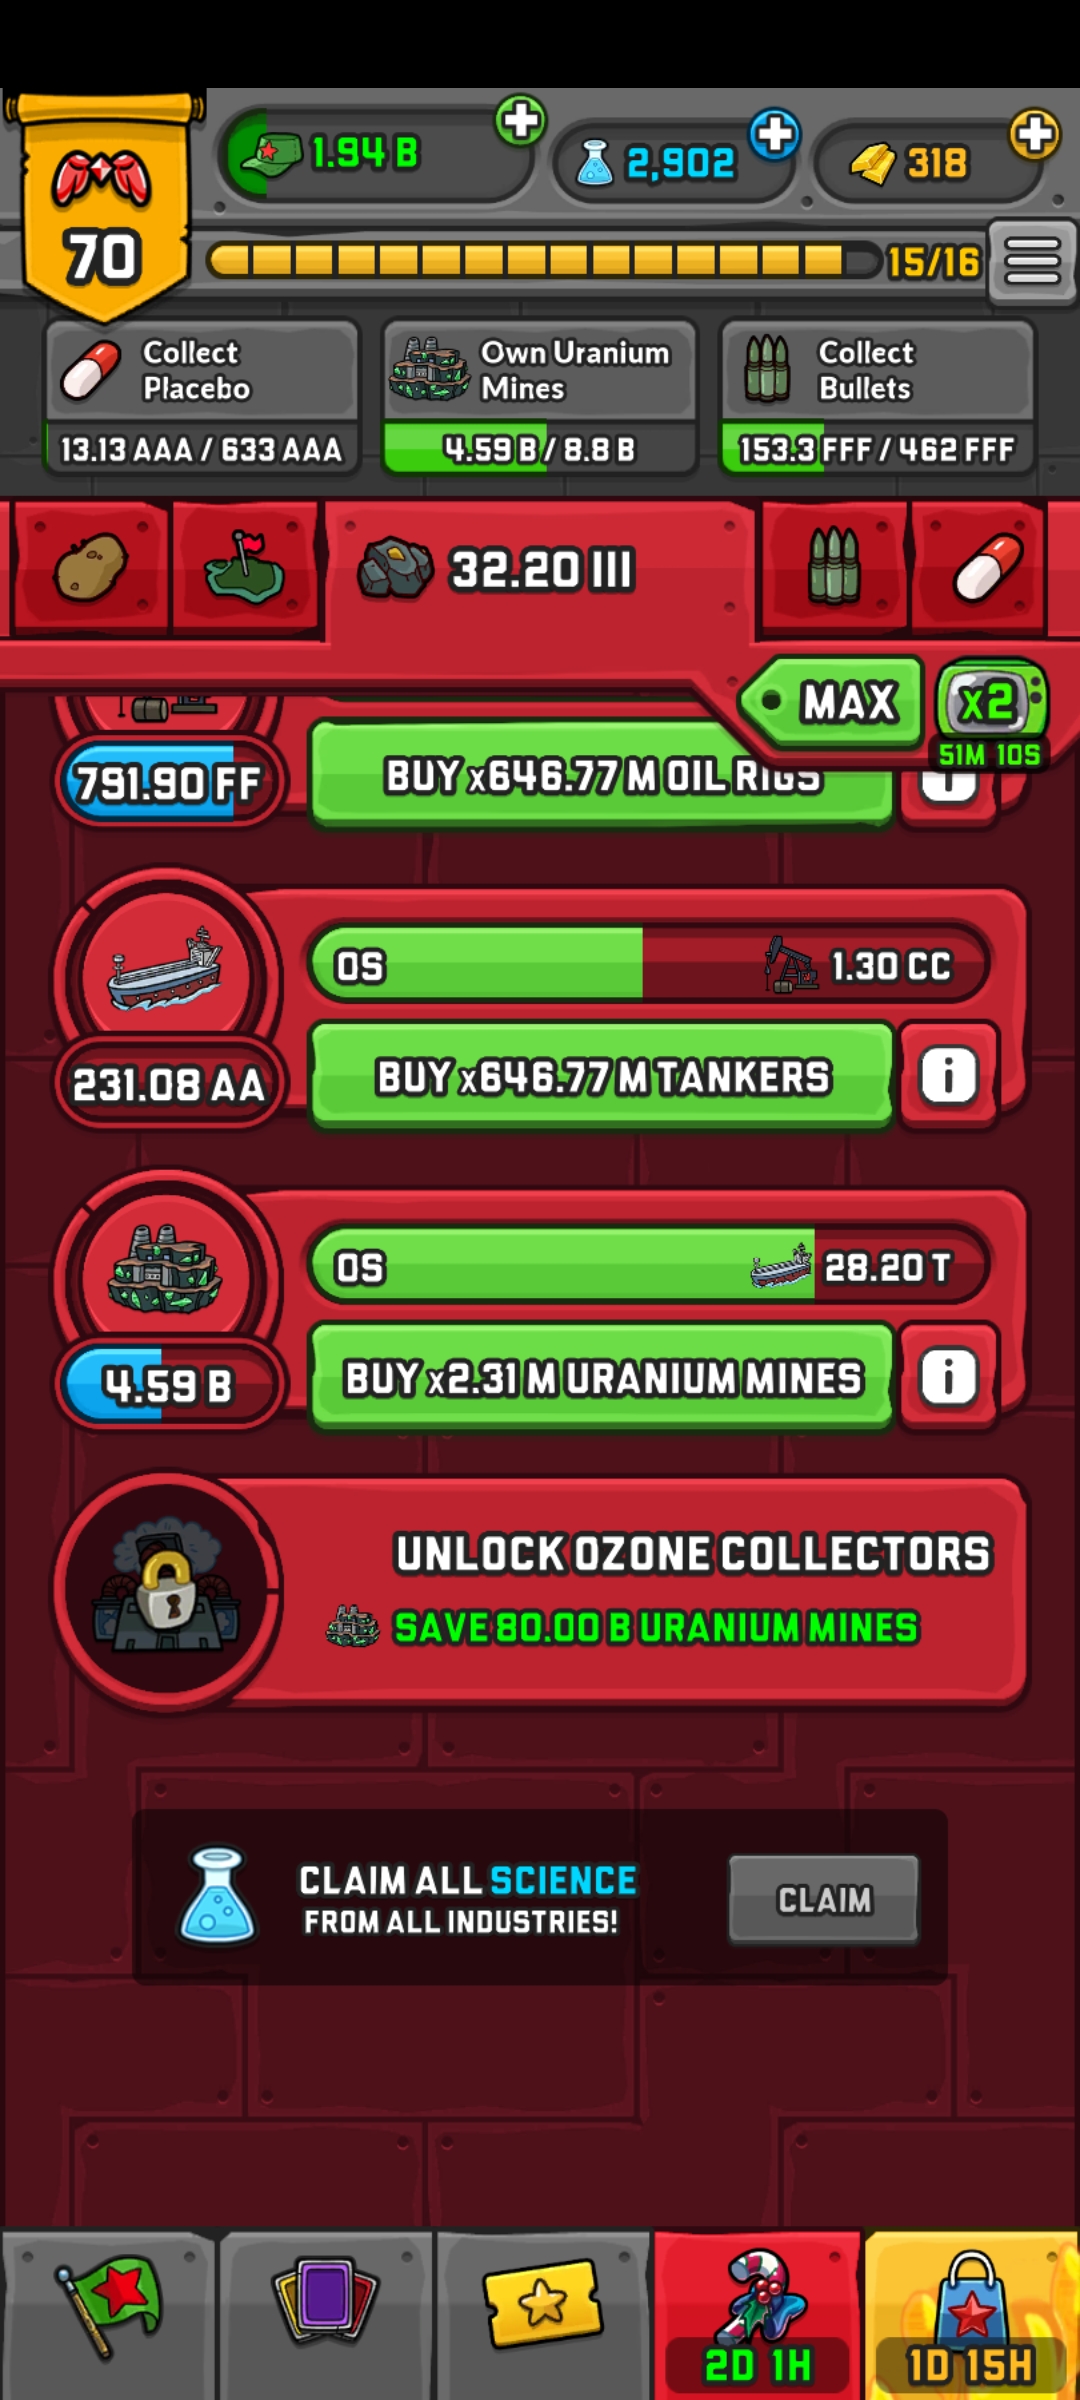 1.94 B
2,902
318
70
15/16
Collect
Placebo
13.13 AAA / 633 AAA
Own Uranium
Mines
4.59 B / 8.8 B
Collect
Bullets
153.3 FFF / 462 FFF
32.20 III
MAX
x2
51M 10S
791.90 FF
BUY x646.77 M OIL RIGS
0S
1.30 CC
231.08 AA
BUY x646.77 M TANKERS
i
0S
28.20 T
4.59 B
BUY x2.31 M URANIUM MINES
i
UNLOCK OZONE COLLECTORS
SAVE 80.00 B URANIUM MINES
CLAIM ALL SCIENCE
FROM ALL INDUSTRIES!
CLAIM
2D 1H
1D 15H